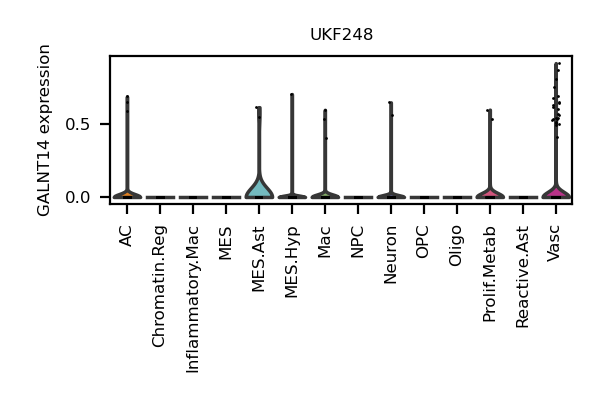 UKF248
GALNT14 expression
0.5
0.0
AC
Chromatin.Reg
Inflammatory.Mac
MES
MES.Ast
MES.Hyp
Mac
NPC
Neuron
OPC
Oligo
Prolif.Metab
Reactive.Ast
Vasc